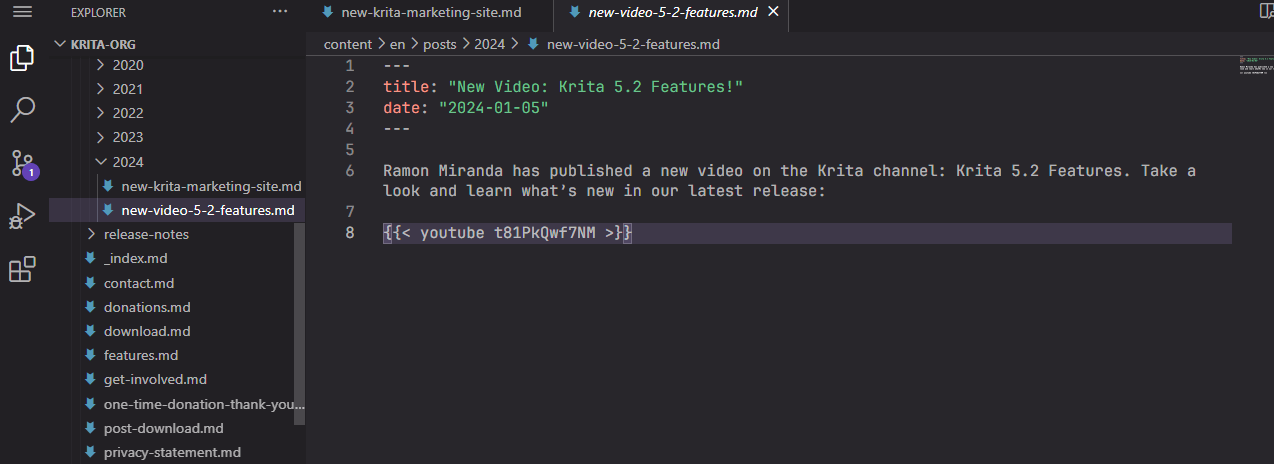 EXPLORER
KRITA-ORG
2020
2021
2022
2023
2024
new-krita-marketing-site.md
new-video-5-2-features.md
release-notes
_index.md
contact.md
donations.md
download.md
features.md
get-involved.md
one-time-donation-thank-you...
post-download.md
privacy-statement.md
1
new-krita-marketing-site.md
new-video-5-2-features.md
content > en > posts > 2024 > new-video-5-2-features.md
1 ---
2 title: "New Video: Krita 5.2 Features!"
3 date: "2024-01-05"
4 ---
5
6 Ramon Miranda has published a new video on the Krita channel: Krita 5.2 Features. Take a
look and learn what’s new in our latest release:
7
8 {{< youtube t81PkQwf7NM >}}